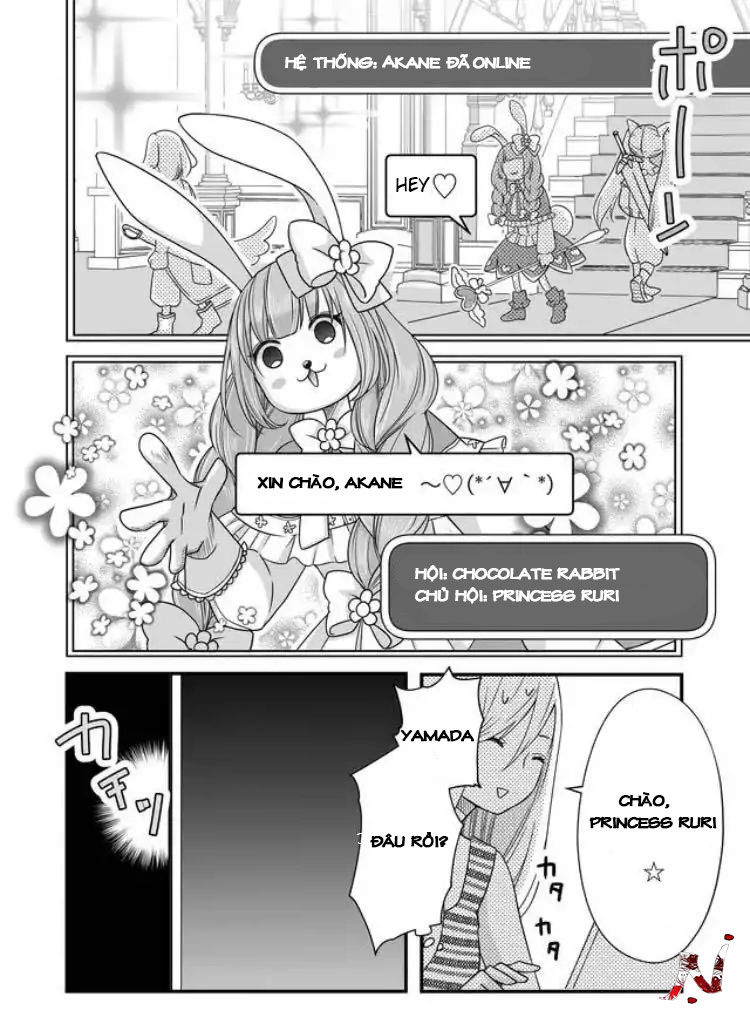 HỆ THỐNG: AKANE ĐÃ ONLINE
ポーン
HEY♡
XIN CHÀO, AKANE ～♡(*´∀｀*)
HỘI: CHOCOLATE RABBIT
CHỦ HỘI: PRINCESS RURI
CHÀO,
PRINCESS RURI
☆
カタ
カタ
YAMADA
ĐÂU RỒI?
カチッ
N